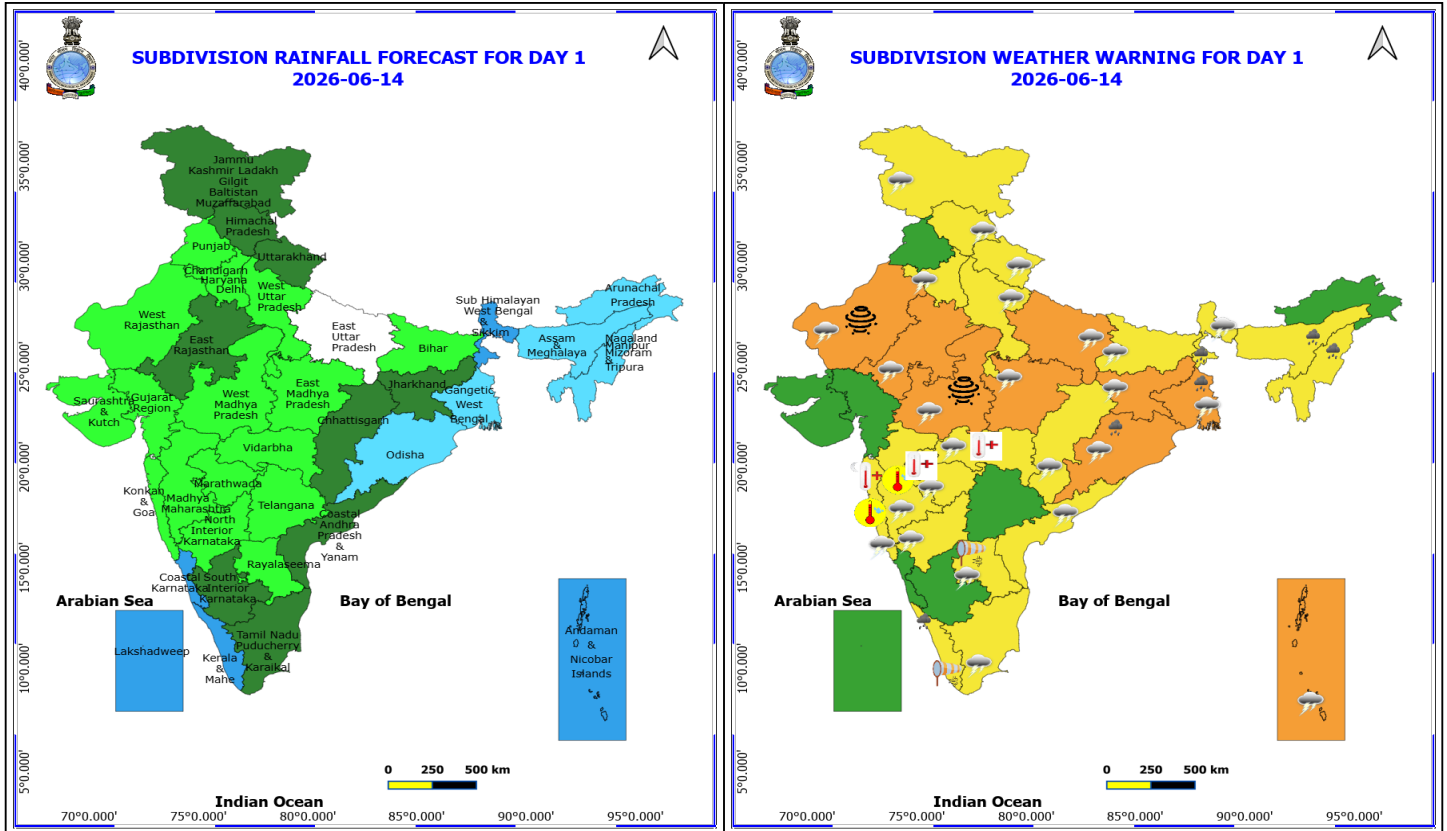 SUBDIVISION RAINFALL FORECAST FOR DAY 1
2026-06-14
40°0.000'
35°0.000'
30°0.000'
25°0.000'
20°0.000'
15°0.000'
10°0.000'
5°0.000'
Jammu
Kashmir Ladakh
Gilgit
Baltistan
Muzaffarabad
Himachal
Pradesh
Punjab
Uttarakhand
Chandigarh
Haryana
Delhi
West
Uttar
Pradesh
West
Rajasthan
East
Rajasthan
East
Uttar
Pradesh
Bihar
Sub Himalayan
West Bengal
&
Sikkim
Arunachal
Pradesh
Assam
&
Meghalaya
Nagaland
Manipur
Mizoram
&
Tripura
Saurashtra
&
Kutch
Gujarat
Region
West
Madhya
Pradesh
East
Madhya
Pradesh
Jharkhand
Gangetic
West
Bengal
Chhattisgarh
Odisha
Vidarbha
Konkan
&
Goa
Madhya
Maharashtra
Marathwada
Telangana
North
Interior
Karnataka
Coastal
Andhra
Pradesh
&
Yanam
Rayalaseema
Coastal
Karnataka
South
Interior
Karnataka
Arabian Sea
Bay of Bengal
Lakshadweep
Kerala
&
Mahe
Tamil Nadu
Puducherry
&
Karaikal
Andaman
&
Nicobar
Islands
0 250 500 km
Indian Ocean
70°0.000' 75°0.000' 80°0.000' 85°0.000' 90°0.000' 95°0.000'
SUBDIVISION WEATHER WARNING FOR DAY 1
2026-06-14
40°0.000'
35°0.000'
30°0.000'
25°0.000'
20°0.000'
15°0.000'
10°0.000'
5°0.000'
Arabian Sea
Bay of Bengal
0 250 500 km
Indian Ocean
70°0.000' 75°0.000' 80°0.000' 85°0.000' 90°0.000' 95°0.000'